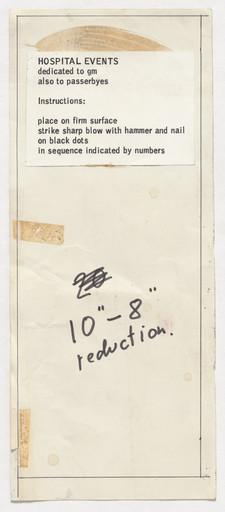 HOSPITAL EVENTS
dedicated to gm
also to passerbyes
Instructions:
place on firm surface
strike sharp blow with hammer and nail
on black dots
in sequence indicated by numbers
10"-8"
reduction.